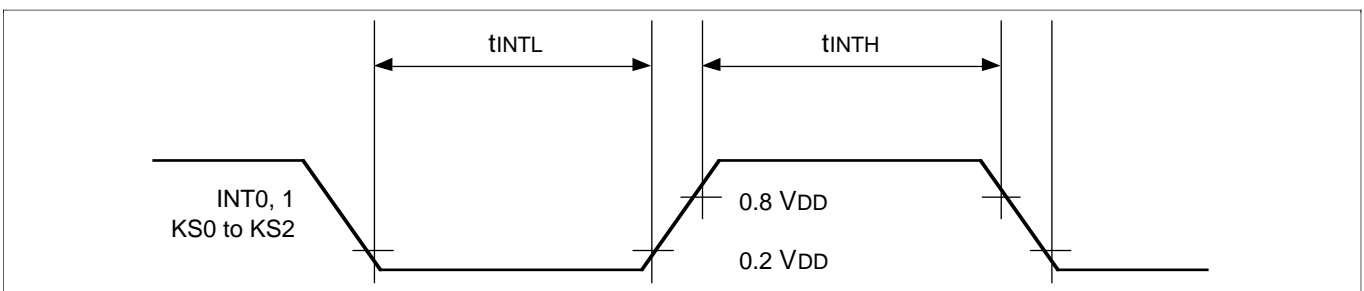 tINTL
tINTH
INT0, 1
KS0 to KS2
0.8 VDD
0.2 VDD